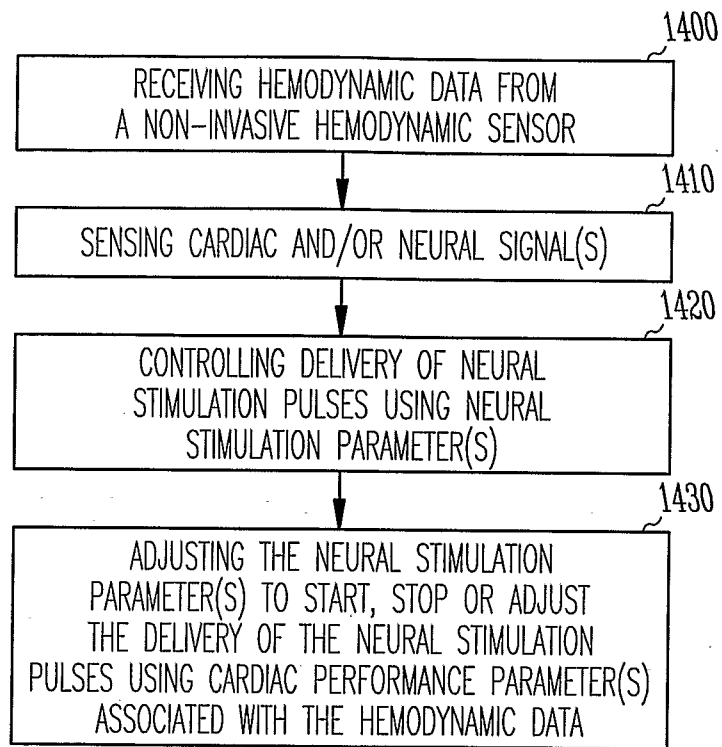 1400
RECEIVING HEMODYNAMIC DATA FROM
A NON-INVASIVE HEMODYNAMIC SENSOR
1410
SENSING CARDIAC AND/OR NEURAL SIGNAL(S)
1420
CONTROLLING DELIVERY OF NEURAL
STIMULATION PULSES USING NEURAL
STIMULATION PARAMETER(S)
1430
ADJUSTING THE NEURAL STIMULATION
PARAMETER(S) TO START, STOP OR ADJUST
THE DELIVERY OF THE NEURAL STIMULATION
PULSES USING CARDIAC PERFORMANCE PARAMETER(S)
ASSOCIATED WITH THE HEMODYNAMIC DATA